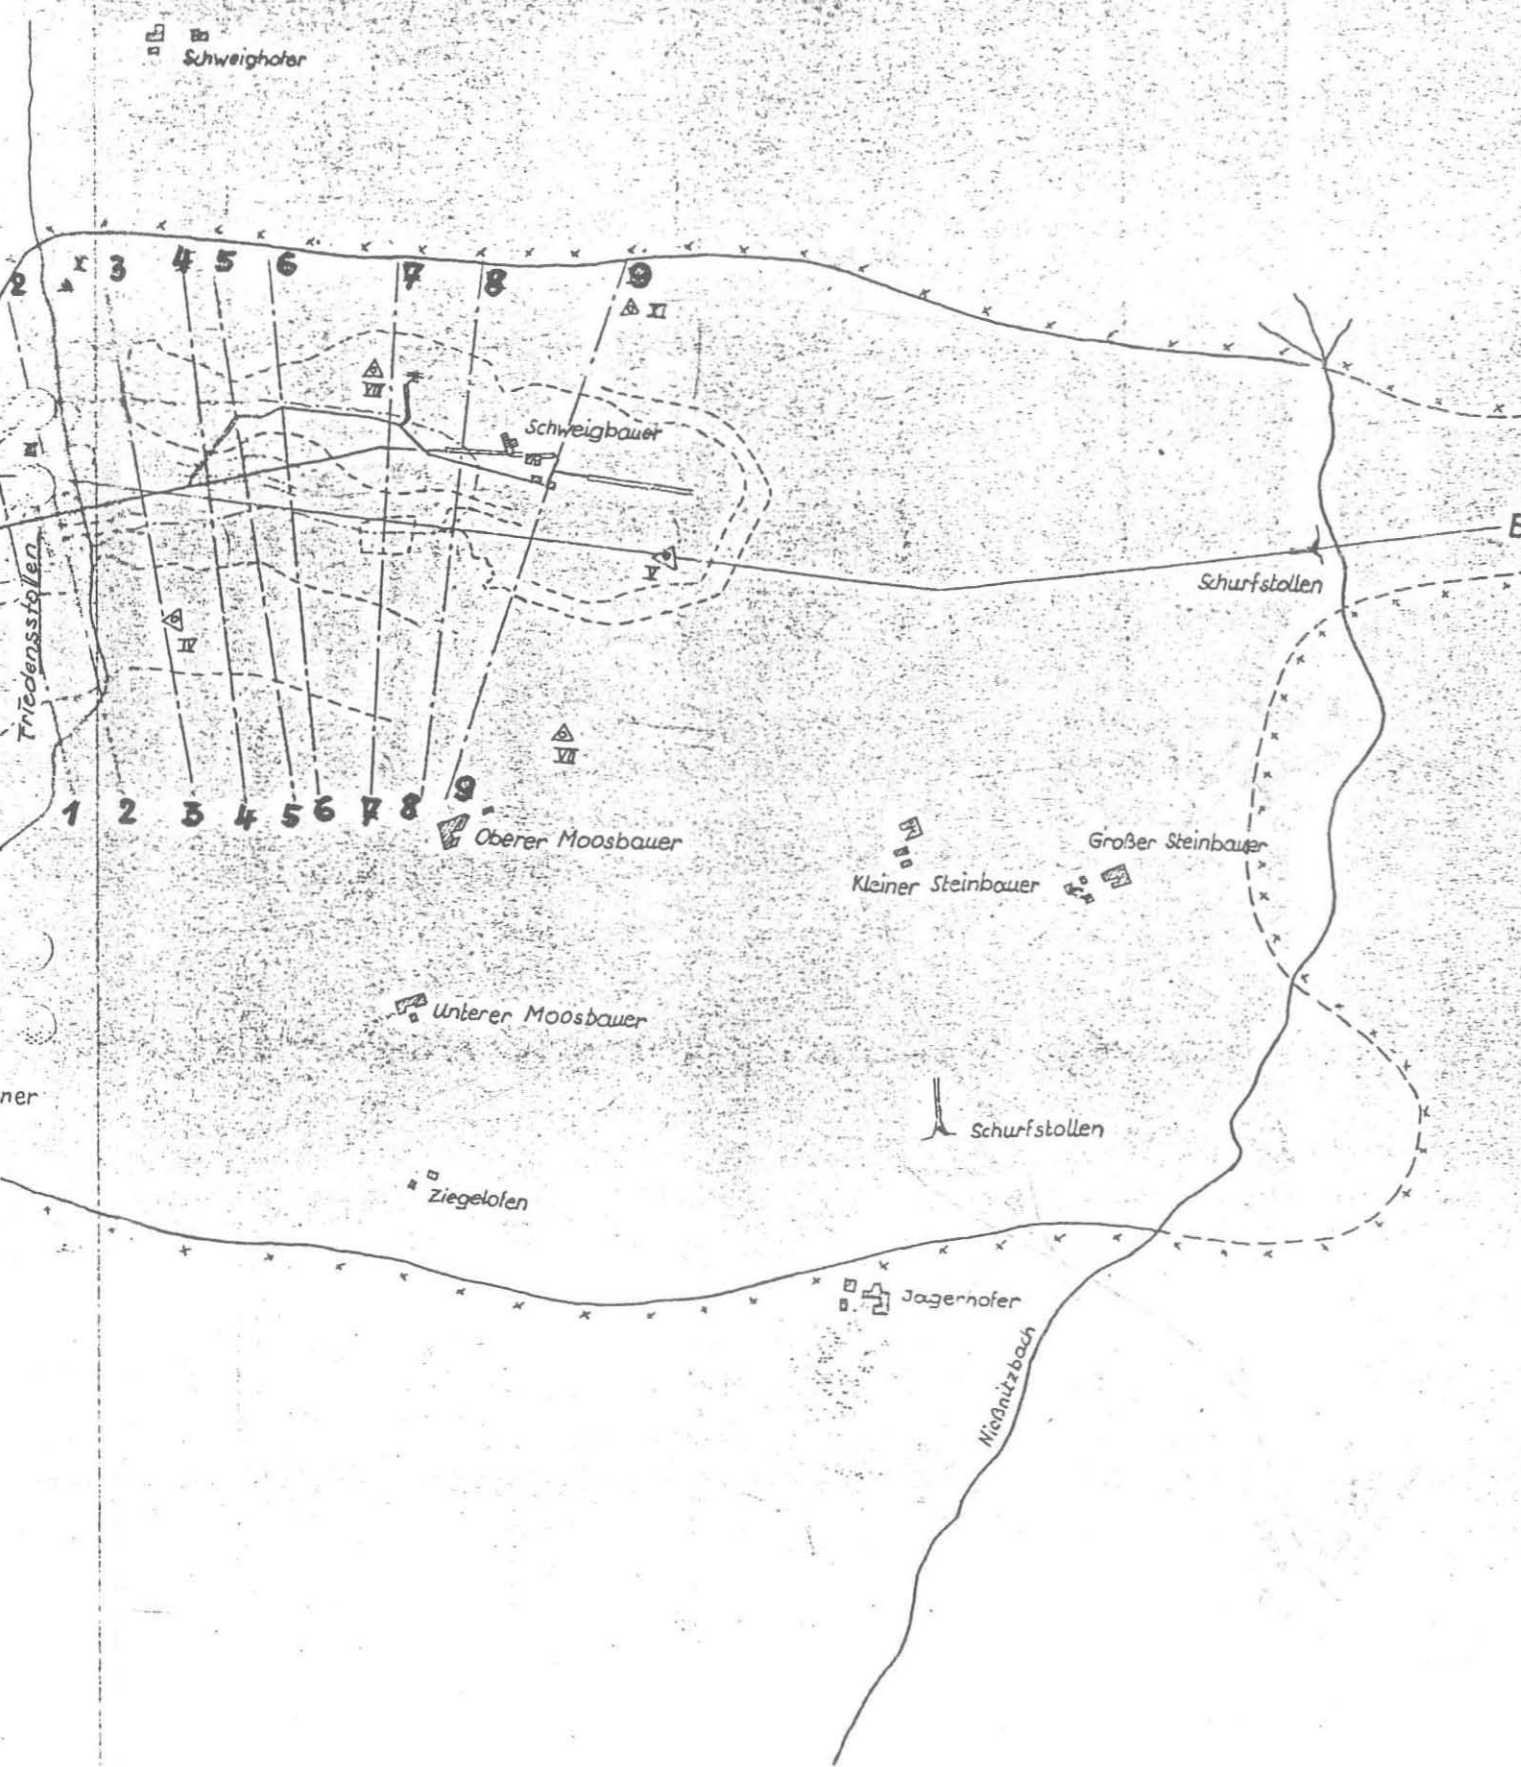 Schweighofer
2
X
3
4
5
6
7
8
9
XI
VIII
Schweigbauer
E
V
Schurfstollen
Friedensstollen
IV
VII
1
2
3
4
5
6
7
8
9
Oberer Moosbauer
Großer Steinbauer
Kleiner Steinbauer
Unterer Moosbauer
ner
Schurfstollen
Ziegelofen
Jagerhofer
Nioßnitzbach